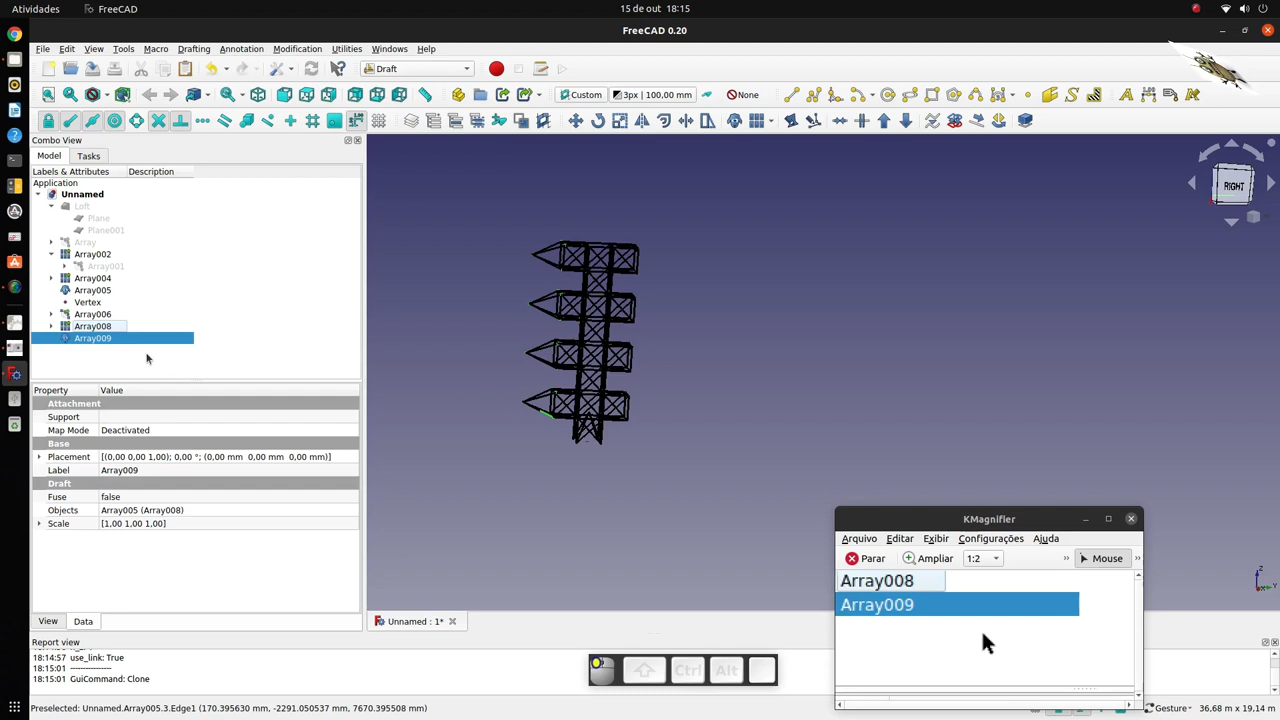 Atividades
FreeCAD
15 de out  18:15
FreeCAD 0.20
File Edit View Tools Macro Drafting Annotation Modification Utilities Windows Help
Draft
Custom
3px | 100,00 mm
None
Combo View
Model Tasks
Labels & Attributes Description
Application
Unnamed
Loft
Plane
Plane001
Array
Array002
Array001
Array004
Array005
Vertex
Array006
Array008
Array009
Property Value
Attachment
Support
Map Mode Deactivated
Base
Placement [(0,00 0,00 1,00); 0,00 °; (0,00 mm  0,00 mm  0,00 mm)]
Label Array009
Draft
Fuse false
Objects Array005 (Array008)
Scale [1,00 1,00 1,00]
View Data
RIGHT
Unnamed : 1*
Report view
18:14:57  use_link: True
18:15:01  ----------------
18:15:01  GuiCommand: Clone
Preselected: Unnamed.Array005.3.Edge1 (170.395630 mm, -2291.050537 mm, 7670.395508 mm)
Ctrl
Alt
KMagnifier
Arquivo Editar Exibir Configurações Ajuda
Parar
Ampliar
1:2
Mouse
Array008
Array009
Gesture
36,68 m x 19,14 m